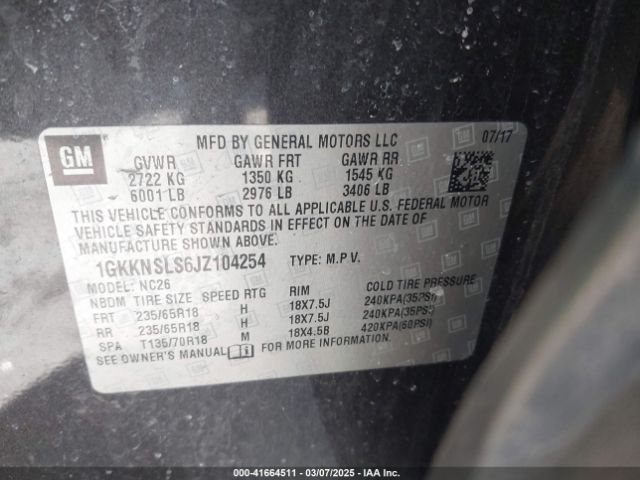 GM
MFD BY GENERAL MOTORS LLC 07/17
GVWR GAWR FRT GAWR RR
2722 KG 1350 KG 1545 KG
6001 LB 2976 LB 3406 LB
THIS VEHICLE CONFORMS TO ALL APPLICABLE U.S. FEDERAL MOTOR
VEHICLE SAFETY STANDARDS IN EFFECT ON THE DATE OF
MANUFACTURE SHOWN ABOVE.
1GKKNSLS6JZ104254 TYPE: M.P.V.
MODEL: NC26
NBDM TIRE SIZE SPEED RTG RIM COLD TIRE PRESSURE
FRT 235/65R18 H 18X7.5J 240KPA(35PSI)
RR 235/65R18 H 18X7.5J 240KPA(35PSI)
SPA T135/70R18 M 18X4.5B 420KPA(60PSI)
SEE OWNER'S MANUAL FOR MORE INFORMATION.
000-41664511 | 03/07/2025 | IAA Inc.